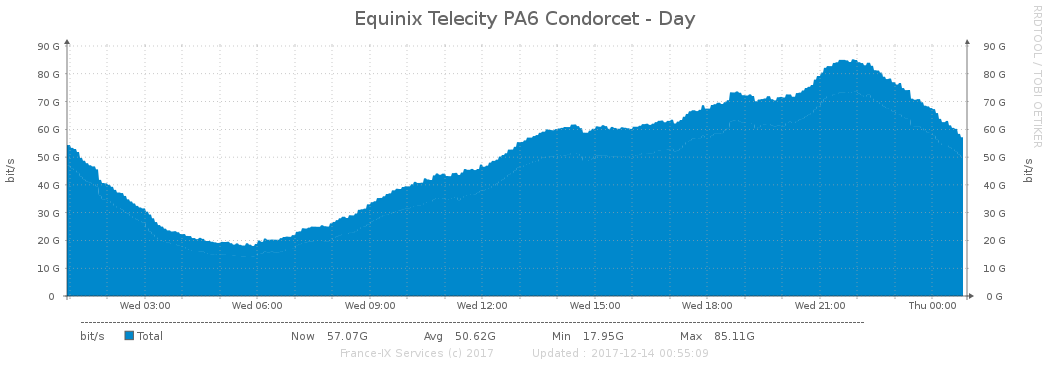 Equinix Telecity PA6 Condorcet - Day
RRDTOOL / TOBI OETIKER
90 G 90 G
80 G 80 G
70 G 70 G
60 G 60 G
50 G 50 G
40 G 40 G
30 G 30 G
20 G 20 G
10 G 10 G
0 0 G
bit/s bit/s
Wed 03:00 Wed 06:00 Wed 09:00 Wed 12:00 Wed 15:00 Wed 18:00 Wed 21:00 Thu 00:00
bit/s Total Now 57.07G Avg 50.62G Min 17.95G Max 85.11G
France-IX Services (c) 2017 Updated : 2017-12-14 00:55:09